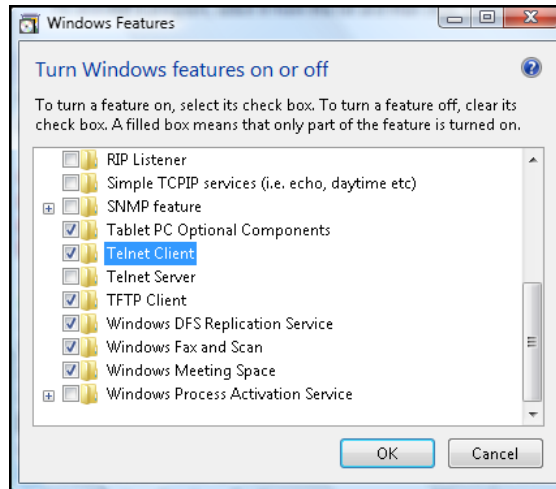 Windows Features
Turn Windows features on or off
To turn a feature on, select its check box. To turn a feature off, clear its
check box. A filled box means that only part of the feature is turned on.
RIP Listener
Simple TCPIP services (i.e. echo, daytime etc)
SNMP feature
Tablet PC Optional Components
Telnet Client
Telnet Server
TFTP Client
Windows DFS Replication Service
Windows Fax and Scan
Windows Meeting Space
Windows Process Activation Service
OK
Cancel